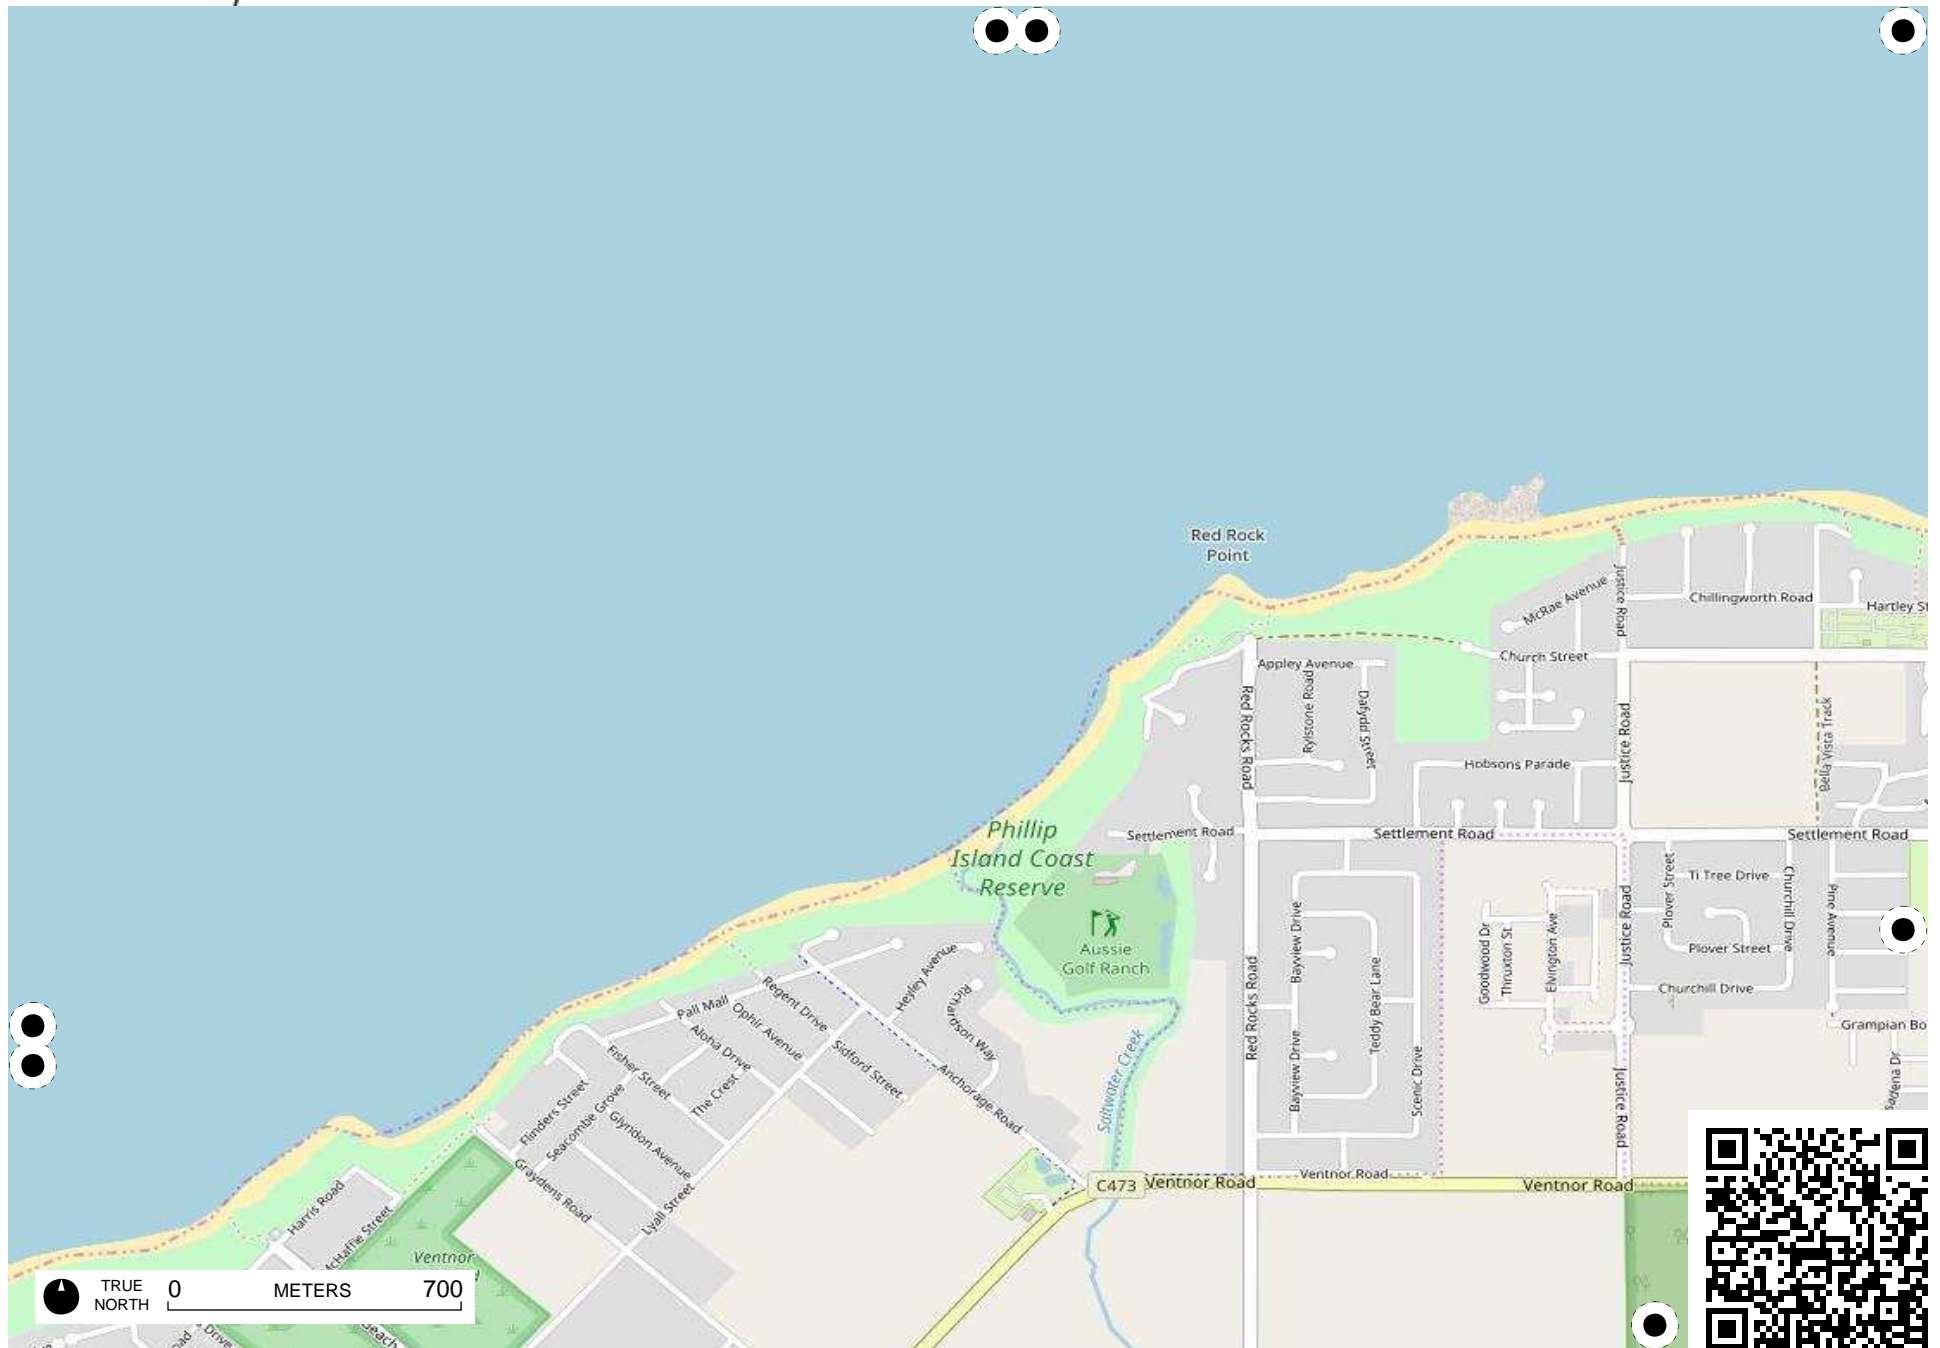 Red Rock
Point
McRae Avenue
Justice Road
Chillingworth Road
Hartley
Church Street
Appley Avenue
Red Rocks Road
Rylstone Road
Dafydd Street
Justice Road
Bella Vista Track
Hobsons Parade
Settlement Road
Settlement Road
Settlement Road
Phillip
Island Coast
Reserve
Aussie
Golf Ranch
Ti Tree Drive
Plover Street
Churchill Drive
Pine Avenue
Justice Road
Plover Street
Churchill Drive
Bayview Drive
Goodwood Dr
Thruxton St
Elvington Ave
Teddy Bear Lane
Red Rocks Road
Bayview Drive
Scenic Drive
Justice Road
Grampian
Heyley Avenue
Richardson Way
Regent Drive
Pall Mall
Ophir Avenue
Aloha Drive
Sidford Street
Fisher Street
The Crest
Anchorage Road
Saltwater Creek
Flinders Street
Seacombe Grove
Glyndon Avenue
Graydens Road
Lyall Street
C473
Ventnor Road
Ventnor Road
Ventnor Road
Harris Road
McHaffie Street
Ventnor
TRUE
NORTH
0
METERS
700
Drive
Beach